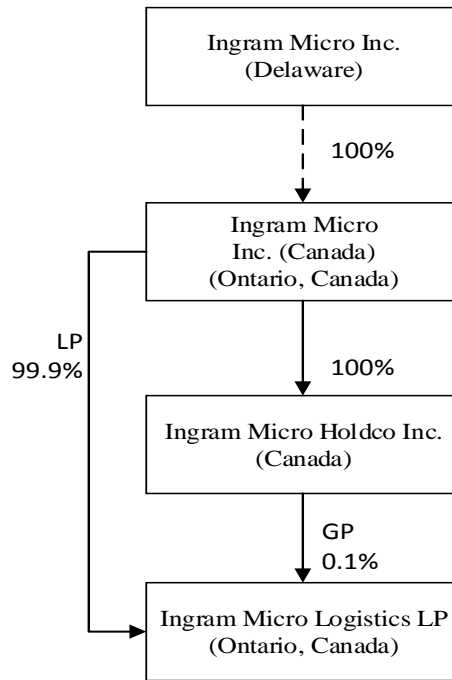 Ingram Micro Inc.
(Delaware)
100%
Ingram Micro
Inc. (Canada)
(Ontario, Canada)
LP
99.9%
100%
Ingram Micro Holdco Inc.
(Canada)
GP
0.1%
Ingram Micro Logistics LP
(Ontario, Canada)